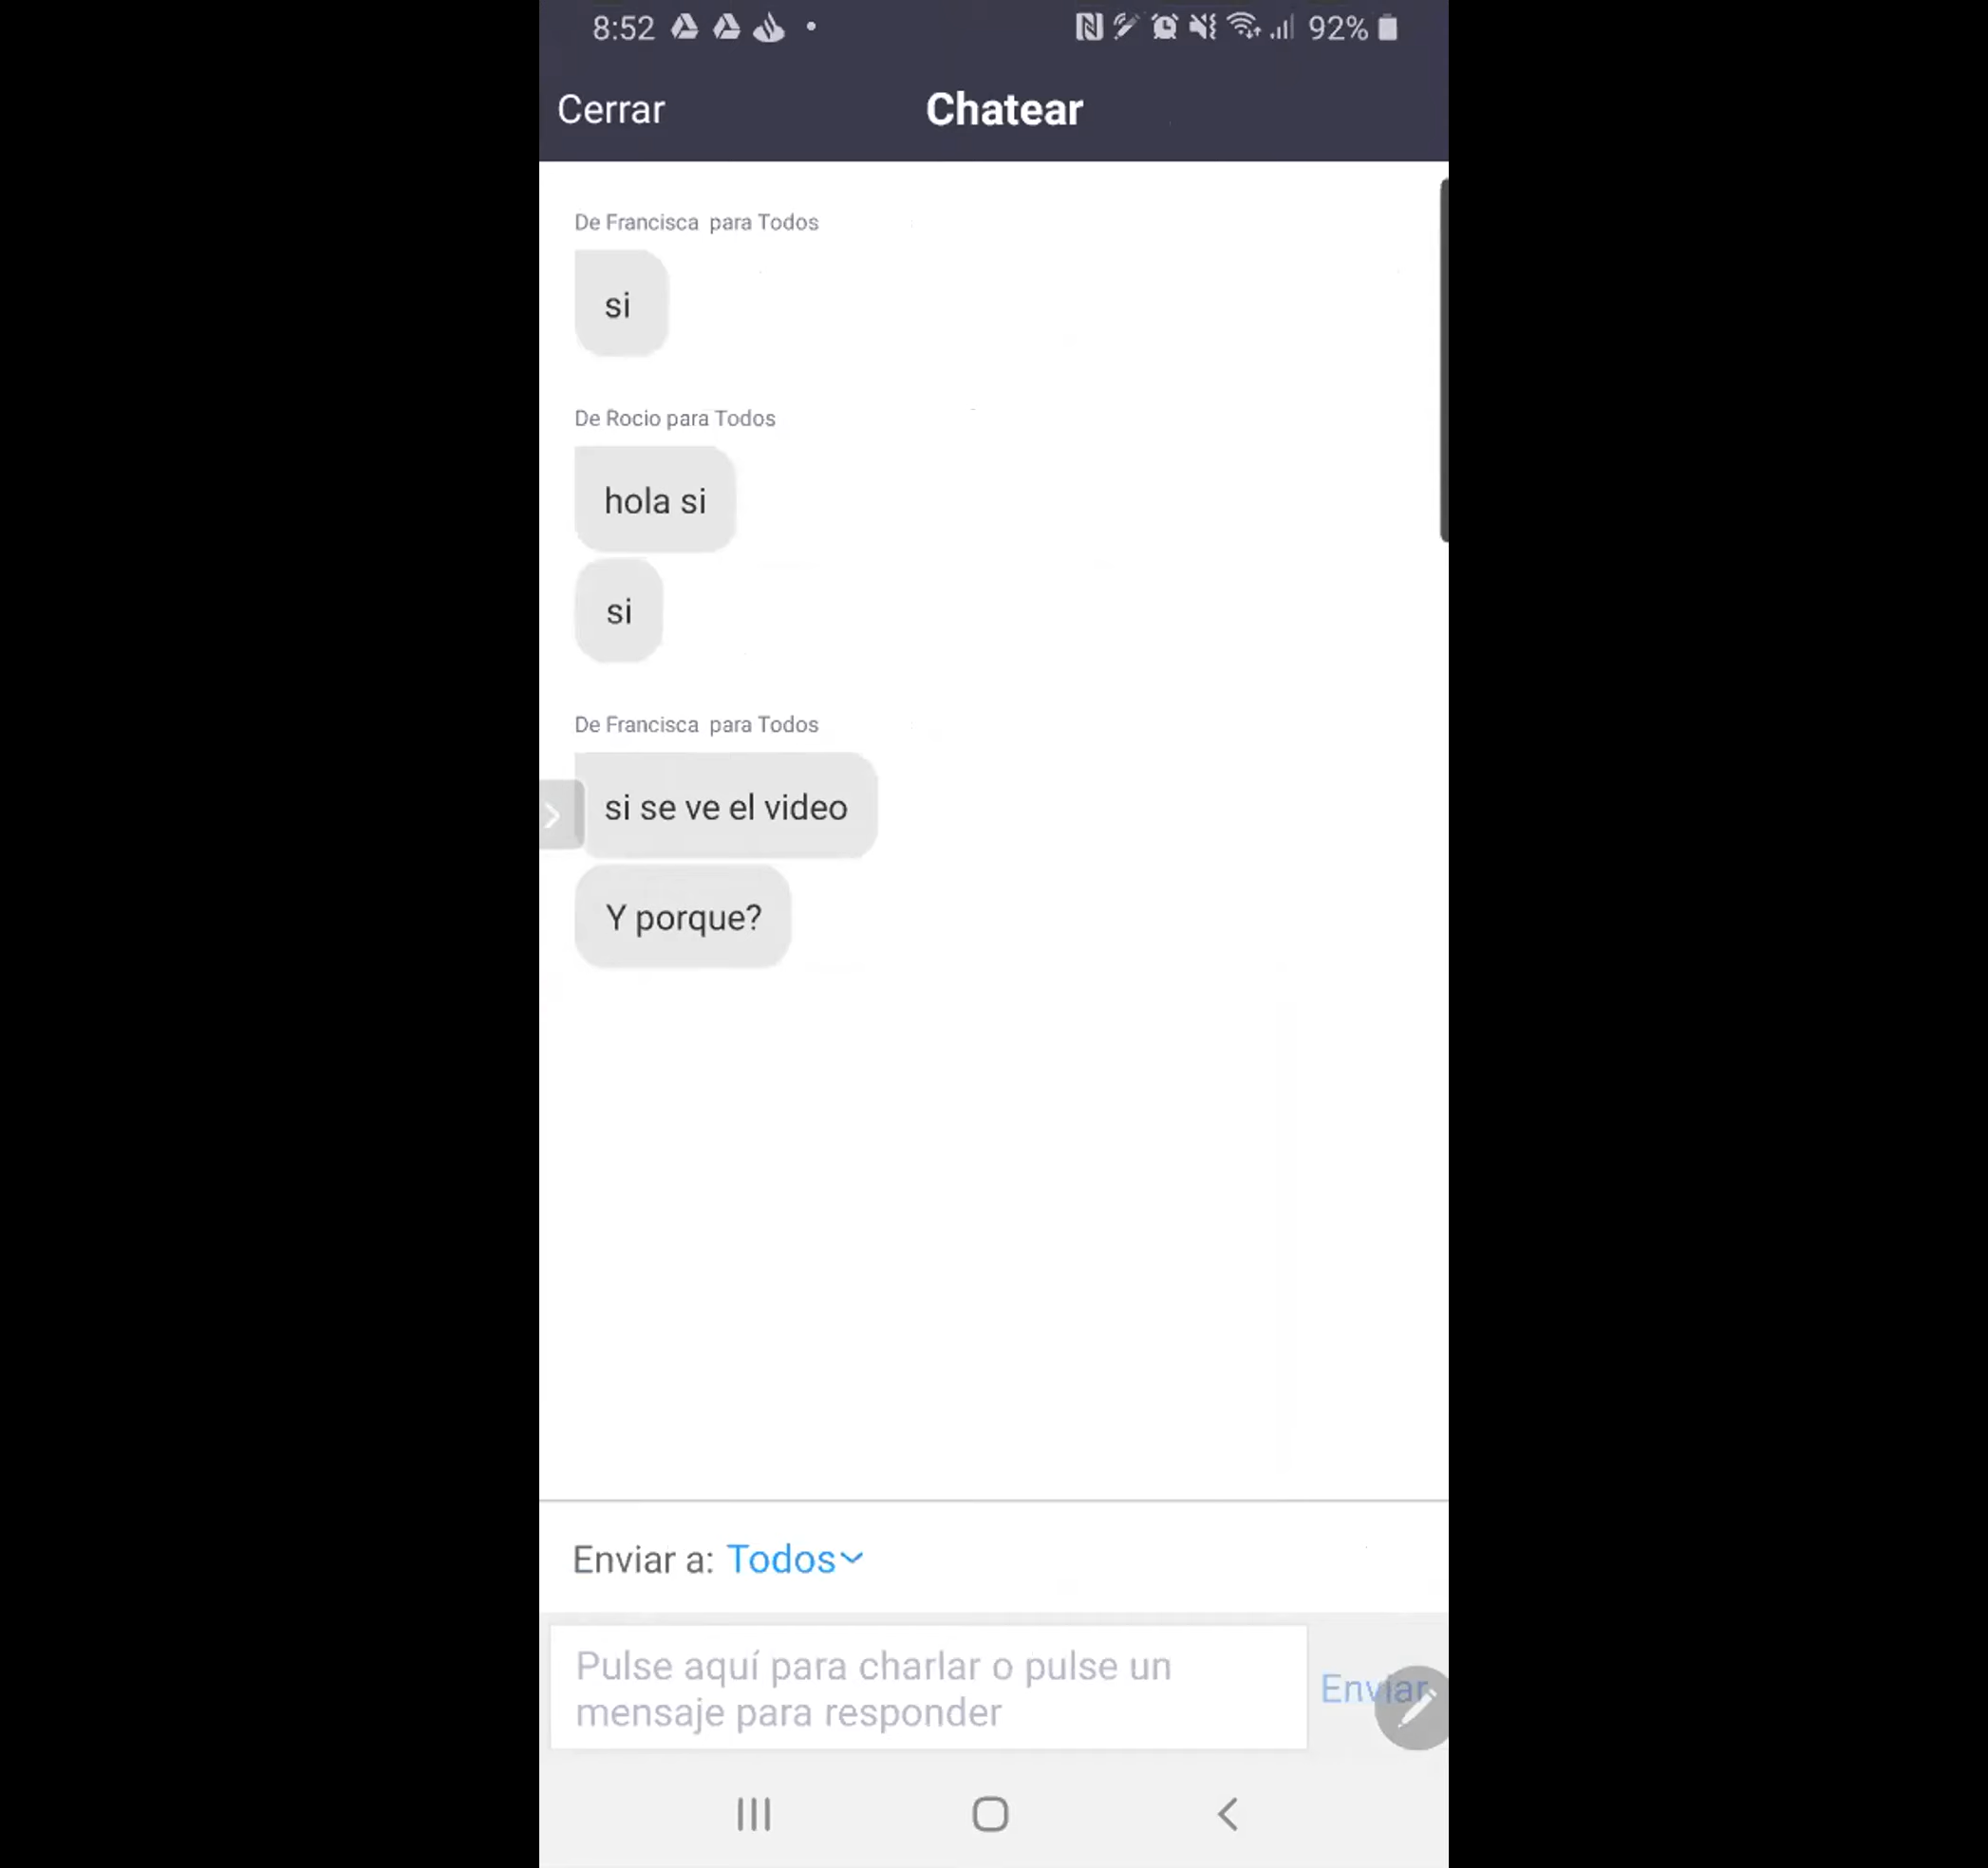 8:52 92%
Cerrar Chatear
De Francisca para Todos
si
De Rocio para Todos
hola si
si
De Francisca para Todos
si se ve el video
Y porque?
Enviar a: Todos
Pulse aquí para charlar o pulse un
mensaje para responder
Enviar